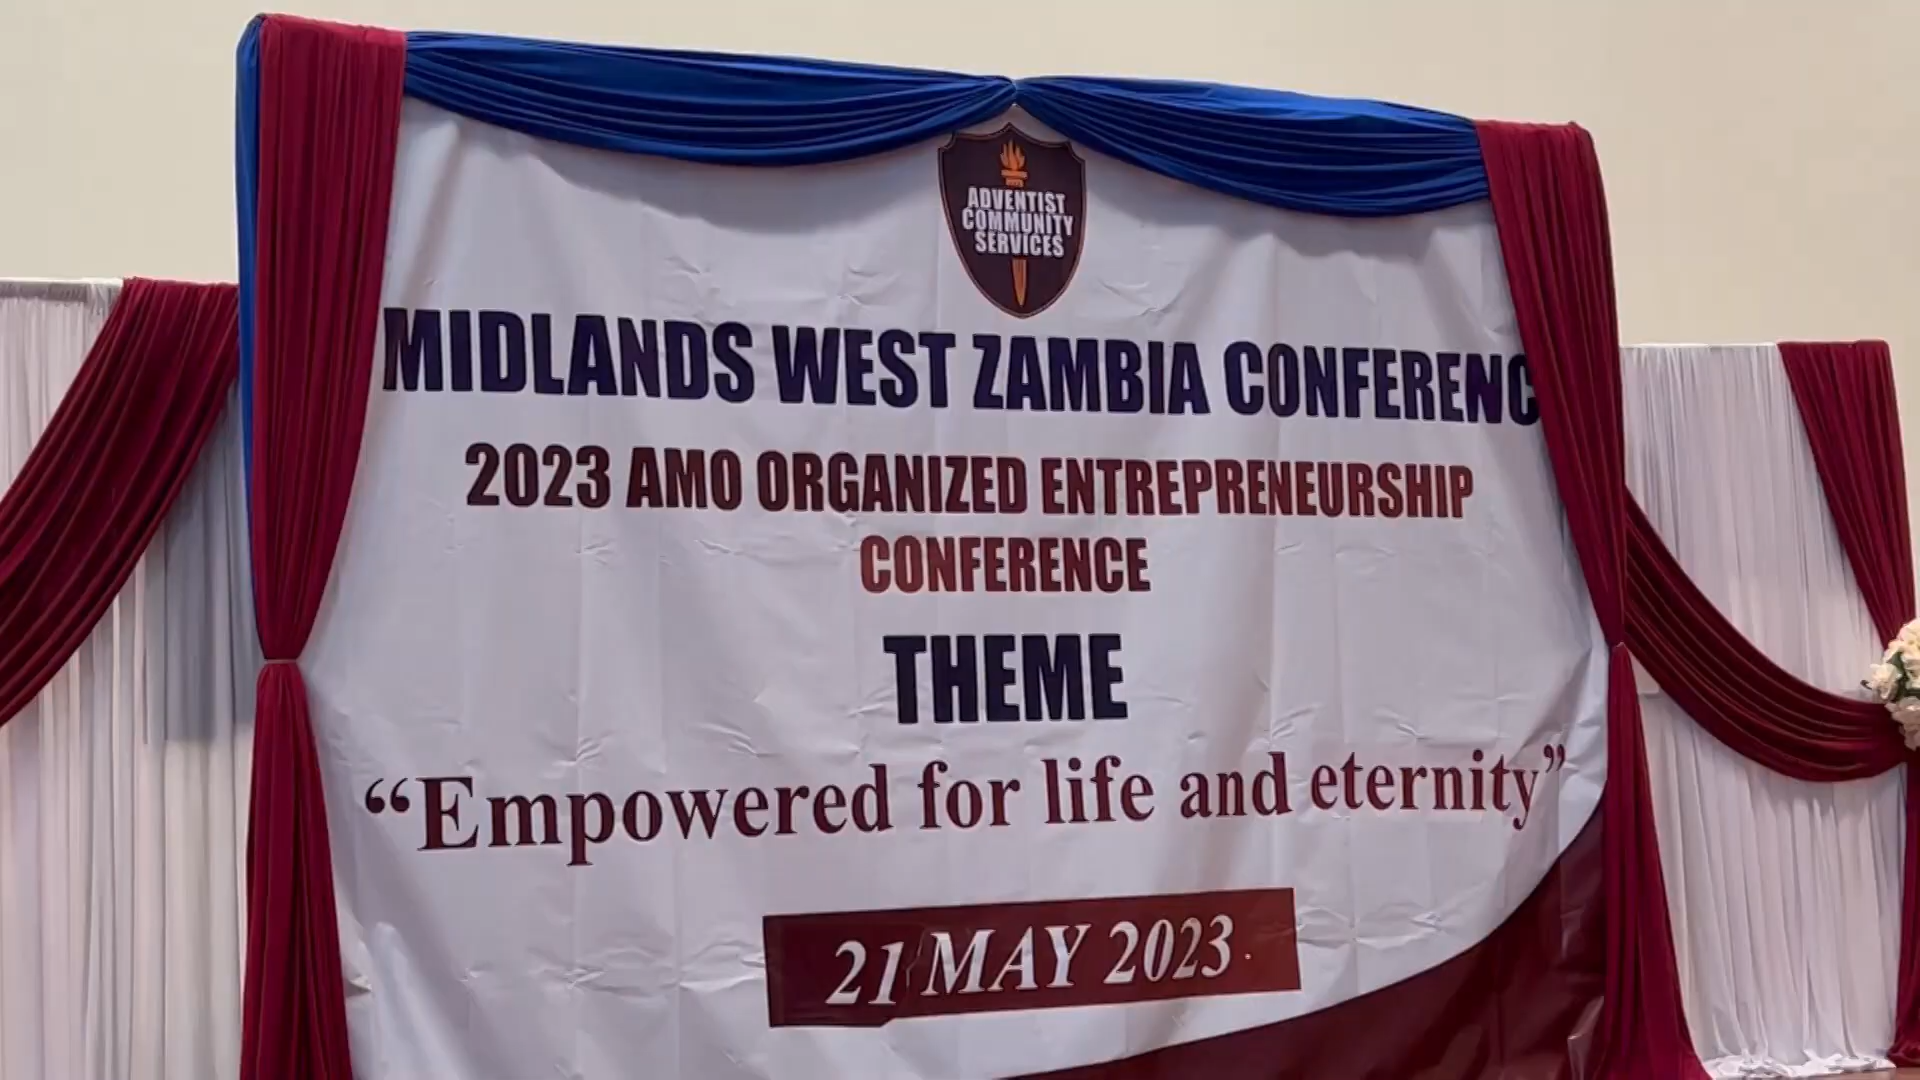 ADVENTIST
COMMUNITY
SERVICES
MIDLANDS WEST ZAMBIA CONFERENC
2023 AMO ORGANIZED ENTREPRENEURSHIP
CONFERENCE
THEME
“Empowered for life and eternity”
21 MAY 2023.